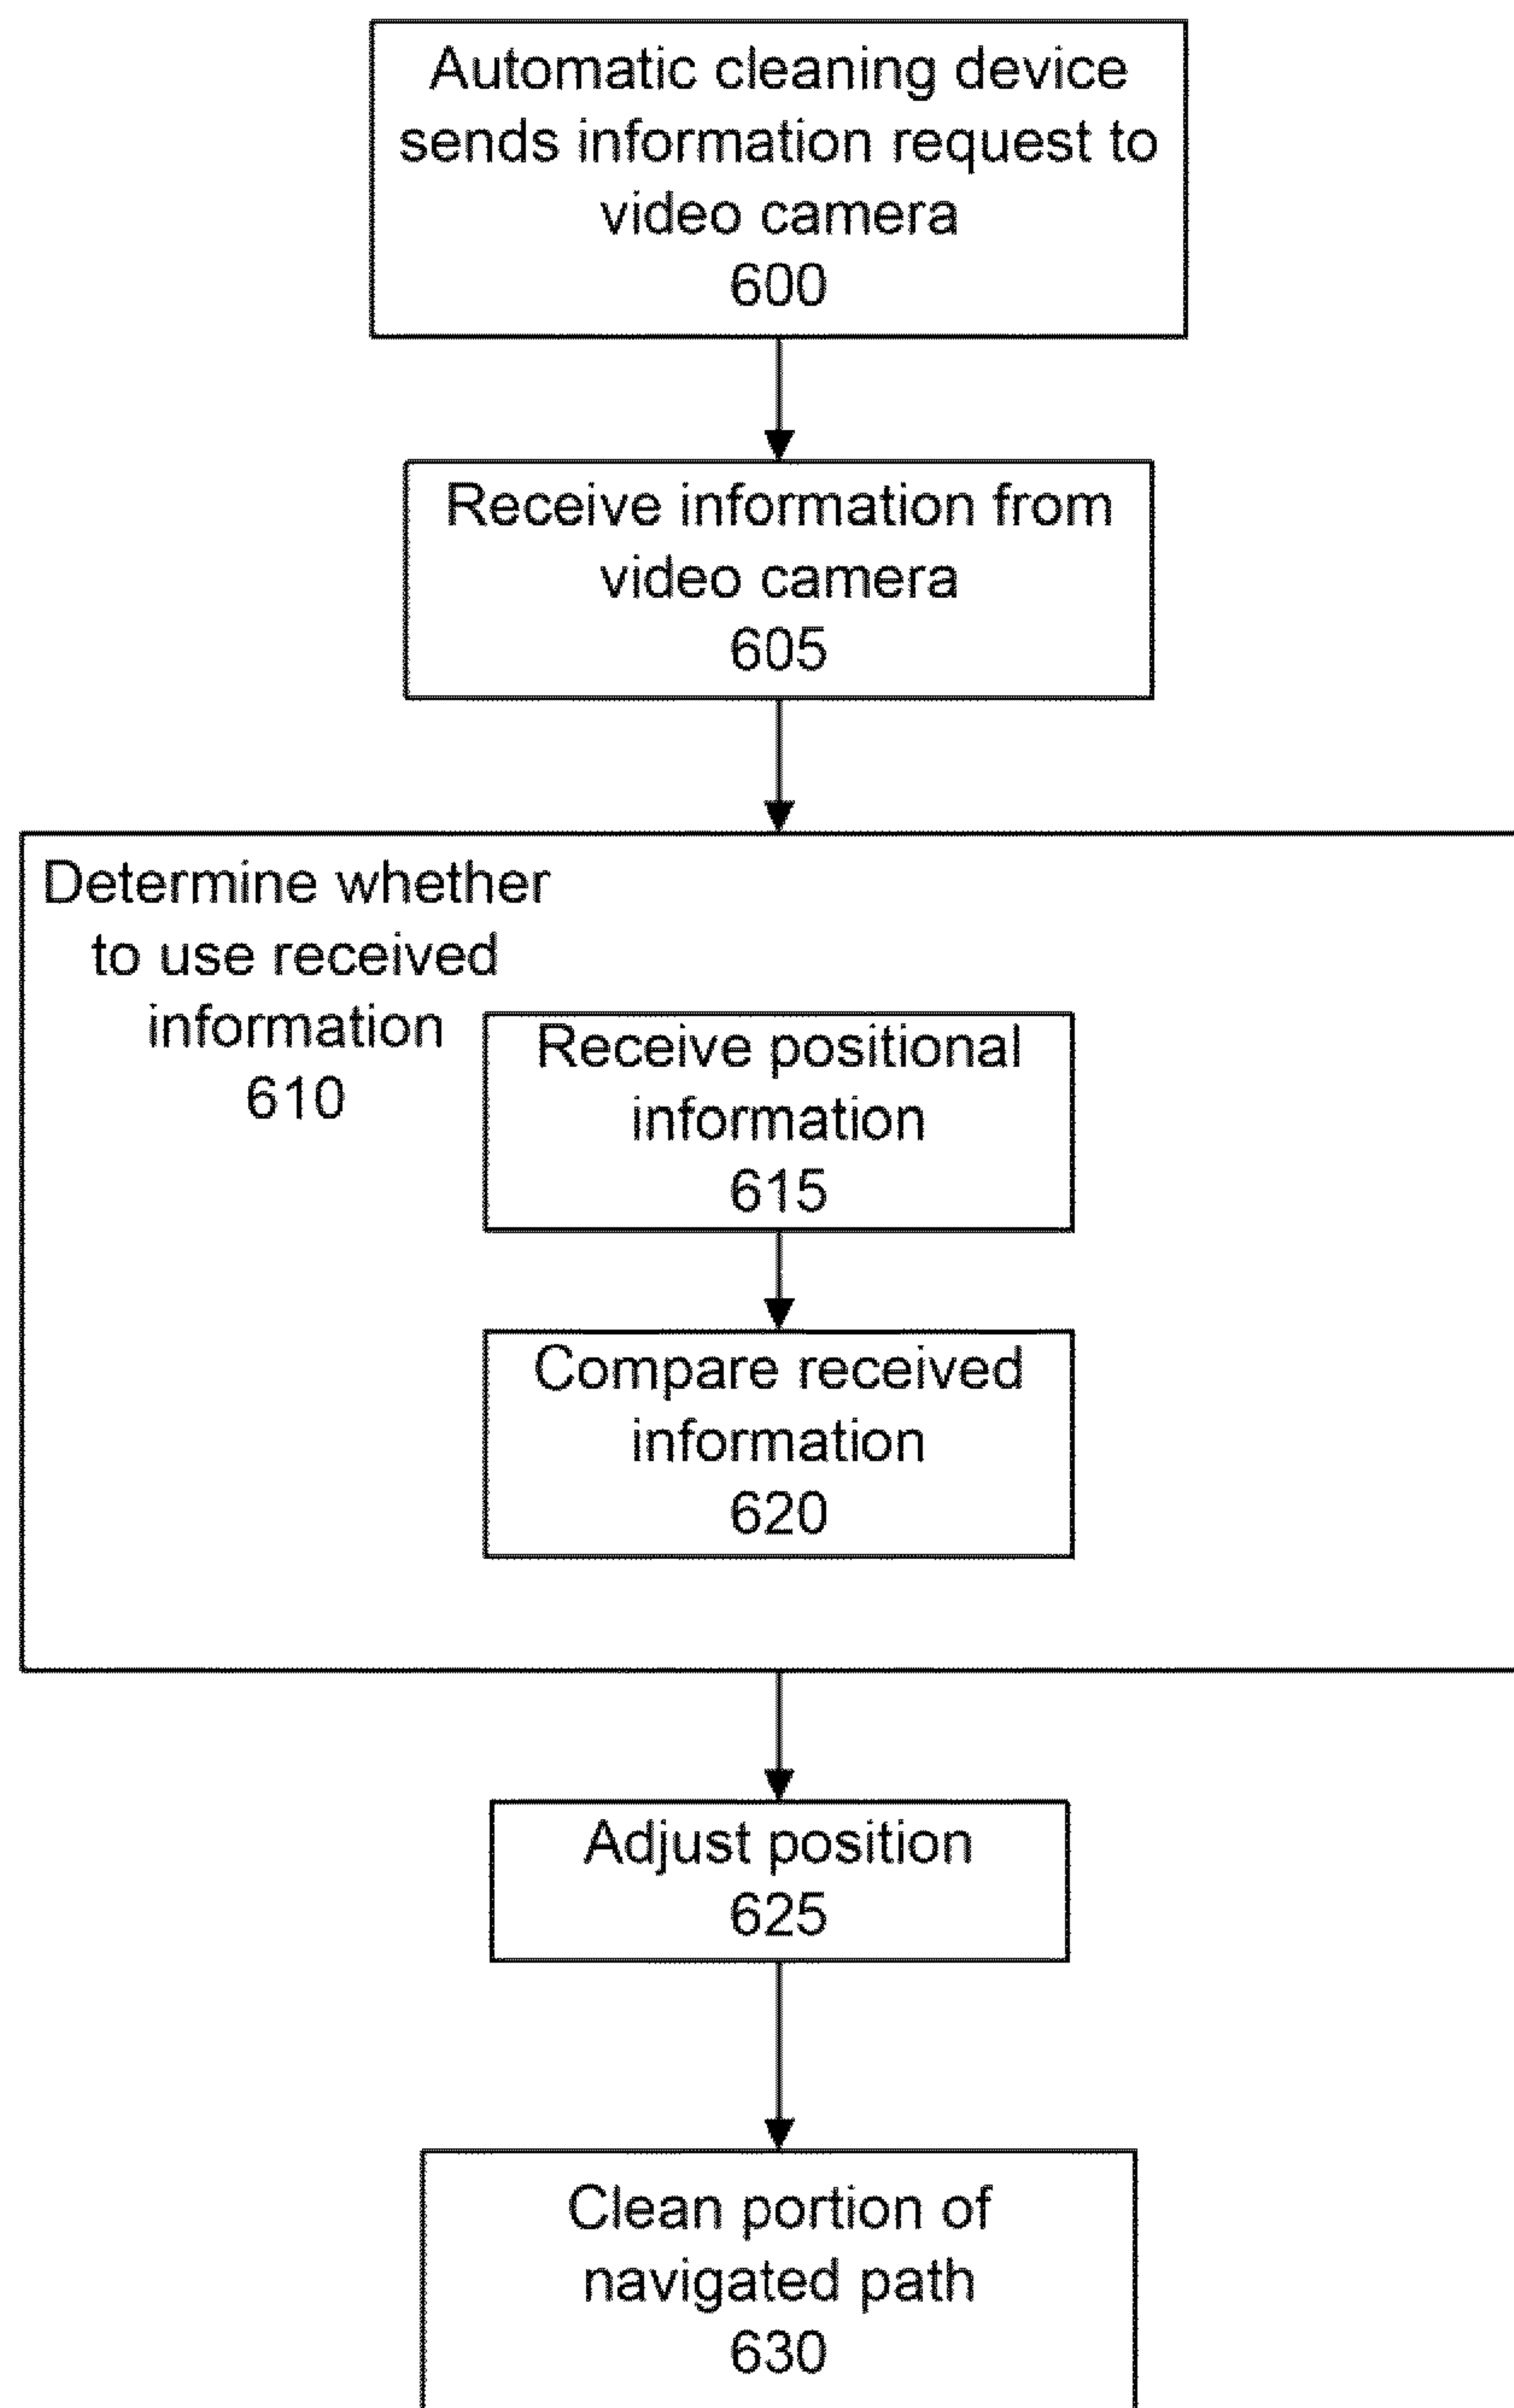 Automatic cleaning device
sends information request to
video camera
600
Receive information from
video camera
605
Determine whether
to use received
information
610
Receive positional
information
615
Compare received
information
620
Adjust position
625
Clean portion of
navigated path
630